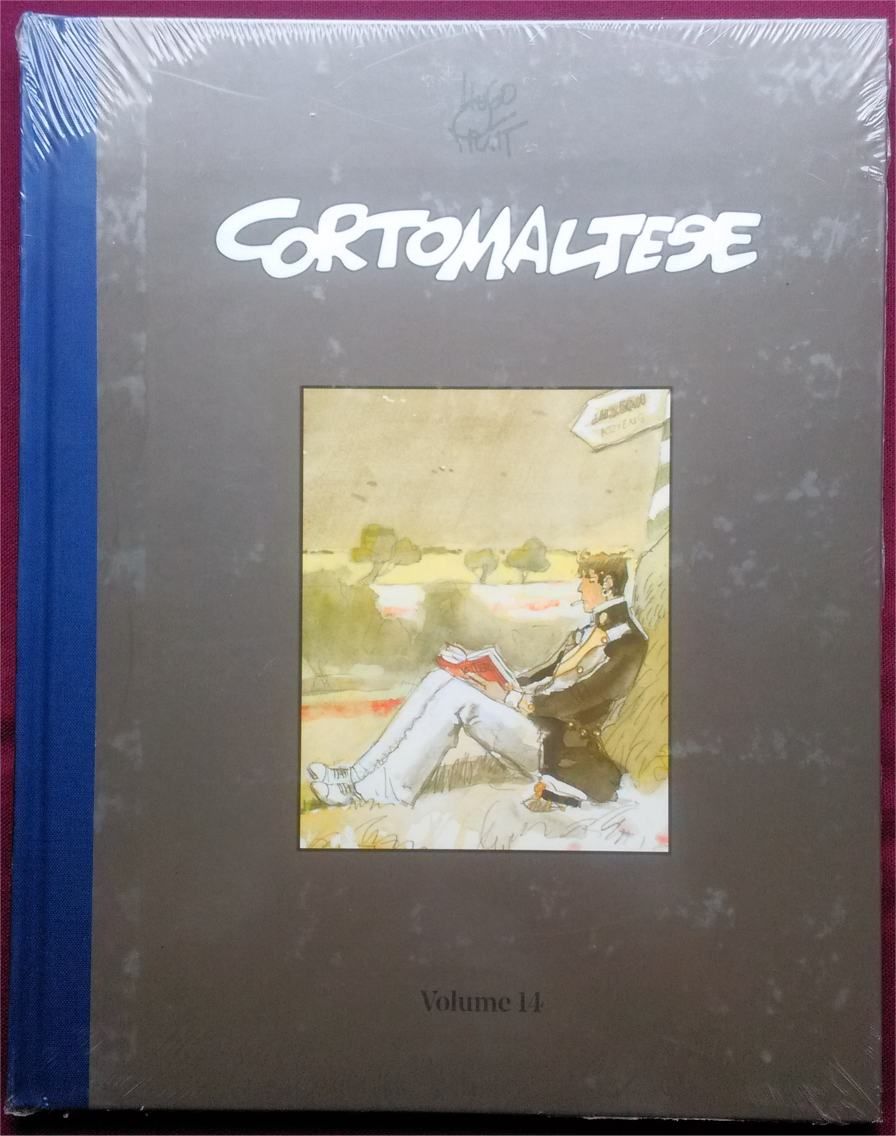 HUGO
PRATT
CORTOMALTESE
Volume 14